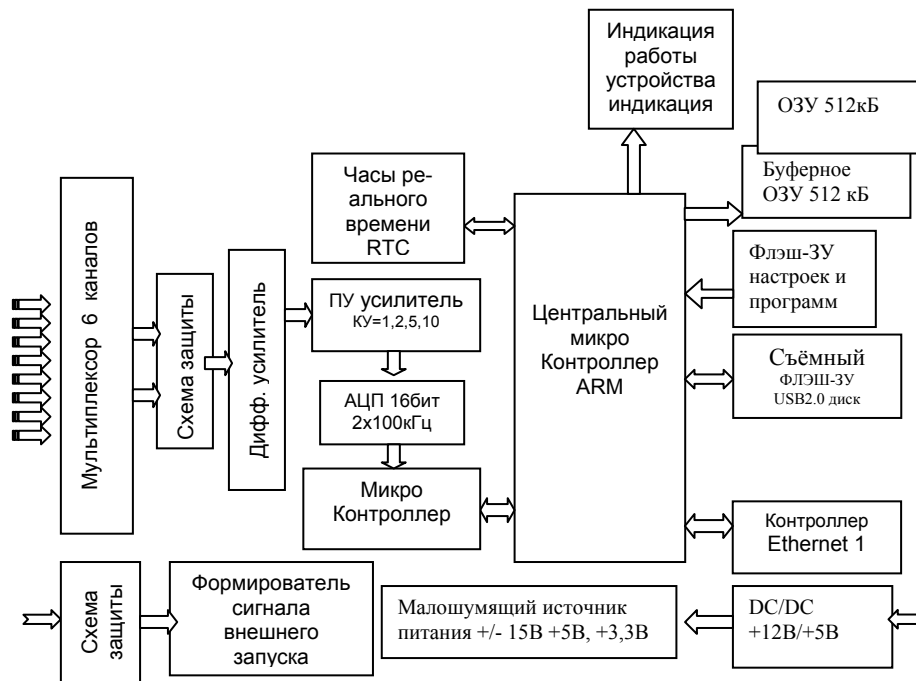 Индикация
работы
устройства
индикация
ОЗУ 512кБ
Буферное
ОЗУ 512 кБ
Часы ре-
ального
времени
RTC
Флэш-ЗУ
настроек и
программ
Мультиплексор 6 каналов
Схема защиты
Дифф. усилитель
ПУ усилитель
КУ=1,2,5,10
Центральный
микро
Контроллер
ARM
Съёмный
ФЛЭШ-ЗУ
USB2.0 диск
АЦП 16бит
2х100кГц
Микро
Контроллер
Контроллер
Ethernet 1
Схема
защиты
Формирователь
сигнала
внешнего
запуска
Малошумящий источник
питания +/- 15В +5В, +3,3В
DC/DC
+12В/+5В